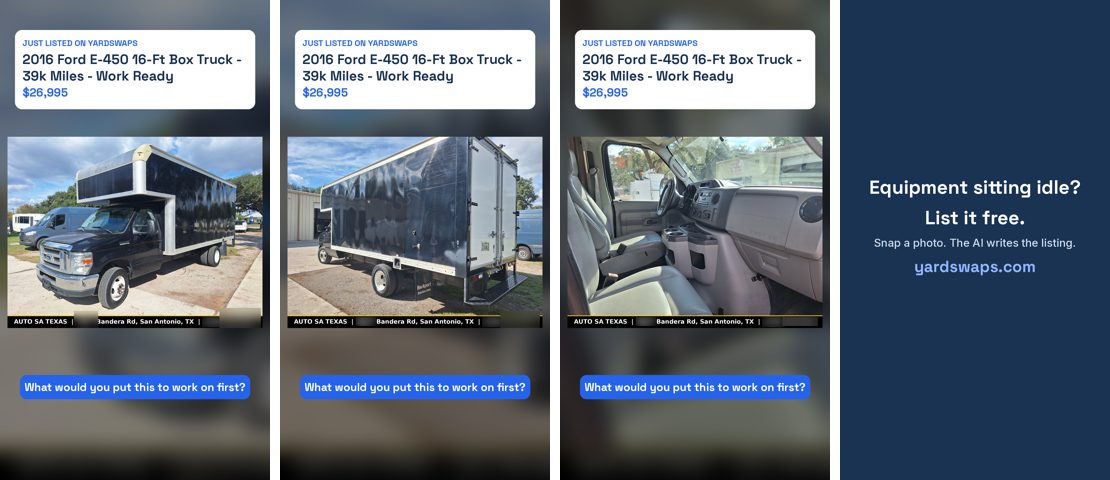 JUST LISTED ON YARDSWAPS
2016 Ford E-450 16-Ft Box Truck -
39k Miles - Work Ready
$26,995
AUTO SA TEXAS |
Bandera Rd, San Antonio, TX |
What would you put this to work on first?
JUST LISTED ON YARDSWAPS
2016 Ford E-450 16-Ft Box Truck -
39k Miles - Work Ready
$26,995
AUTO SA TEXAS |
Bandera Rd, San Antonio, TX |
What would you put this to work on first?
JUST LISTED ON YARDSWAPS
2016 Ford E-450 16-Ft Box Truck -
39k Miles - Work Ready
$26,995
AUTO SA TEXAS |
Bandera Rd, San Antonio, TX |
What would you put this to work on first?
Equipment sitting idle?
List it free.
Snap a photo. The AI writes the listing.
yardswaps.com